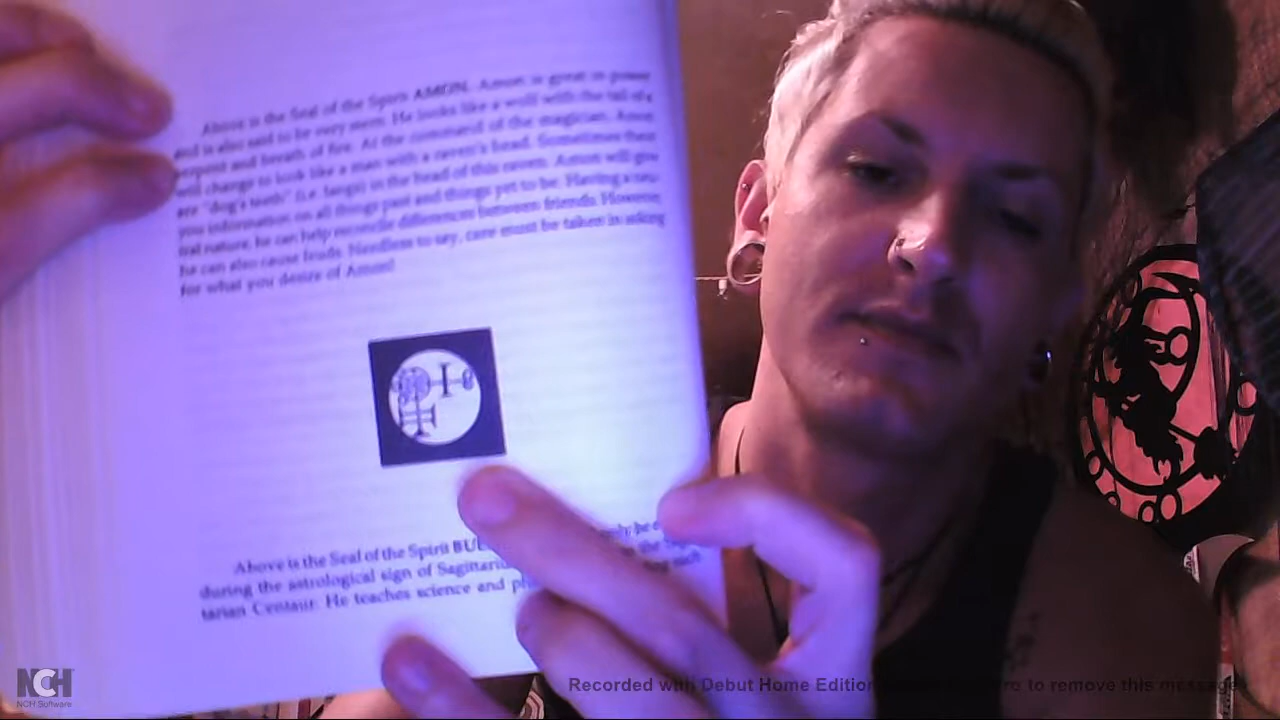 Above is the Seal of the Spirit AMON. Amon is great in power
and is also said to be very stern. He looks like a wolf with the tail of a
serpent and breath of fire. At the command of the magician, Amon
will change to look like a man with a raven's head. Sometimes there
are "dog's teeth" (i.e. fangs) in the head of this raven. Amon will give
you information on all things past and things yet to be. Having a
tral nature, he can help reconcile differences between friends. However,
he can also cause feuds. Needless to say, care must be taken in asking
for what you desire of Amon!
Above is the Seal of the Spirit
during the astrological sign of
tarian Centaur. He teaches science and
NCH
NCH Software
Recorded with Debut Home Edition to remove this message